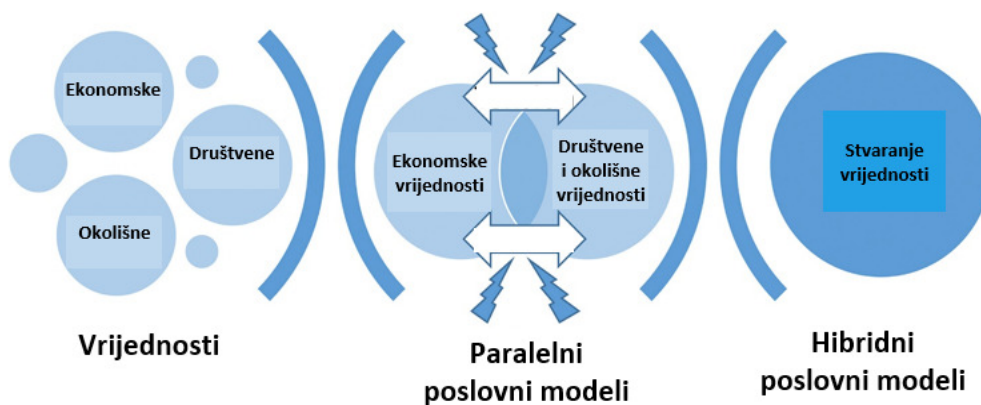 Ekonomske
Društvene
Okolišne
Vrijednosti
Ekonomske
vrijednosti
Društvene
i okolišne
vrijednosti
Paralelni
poslovni modeli
Stvaranje
vrijednosti
Hibridni
poslovni modeli